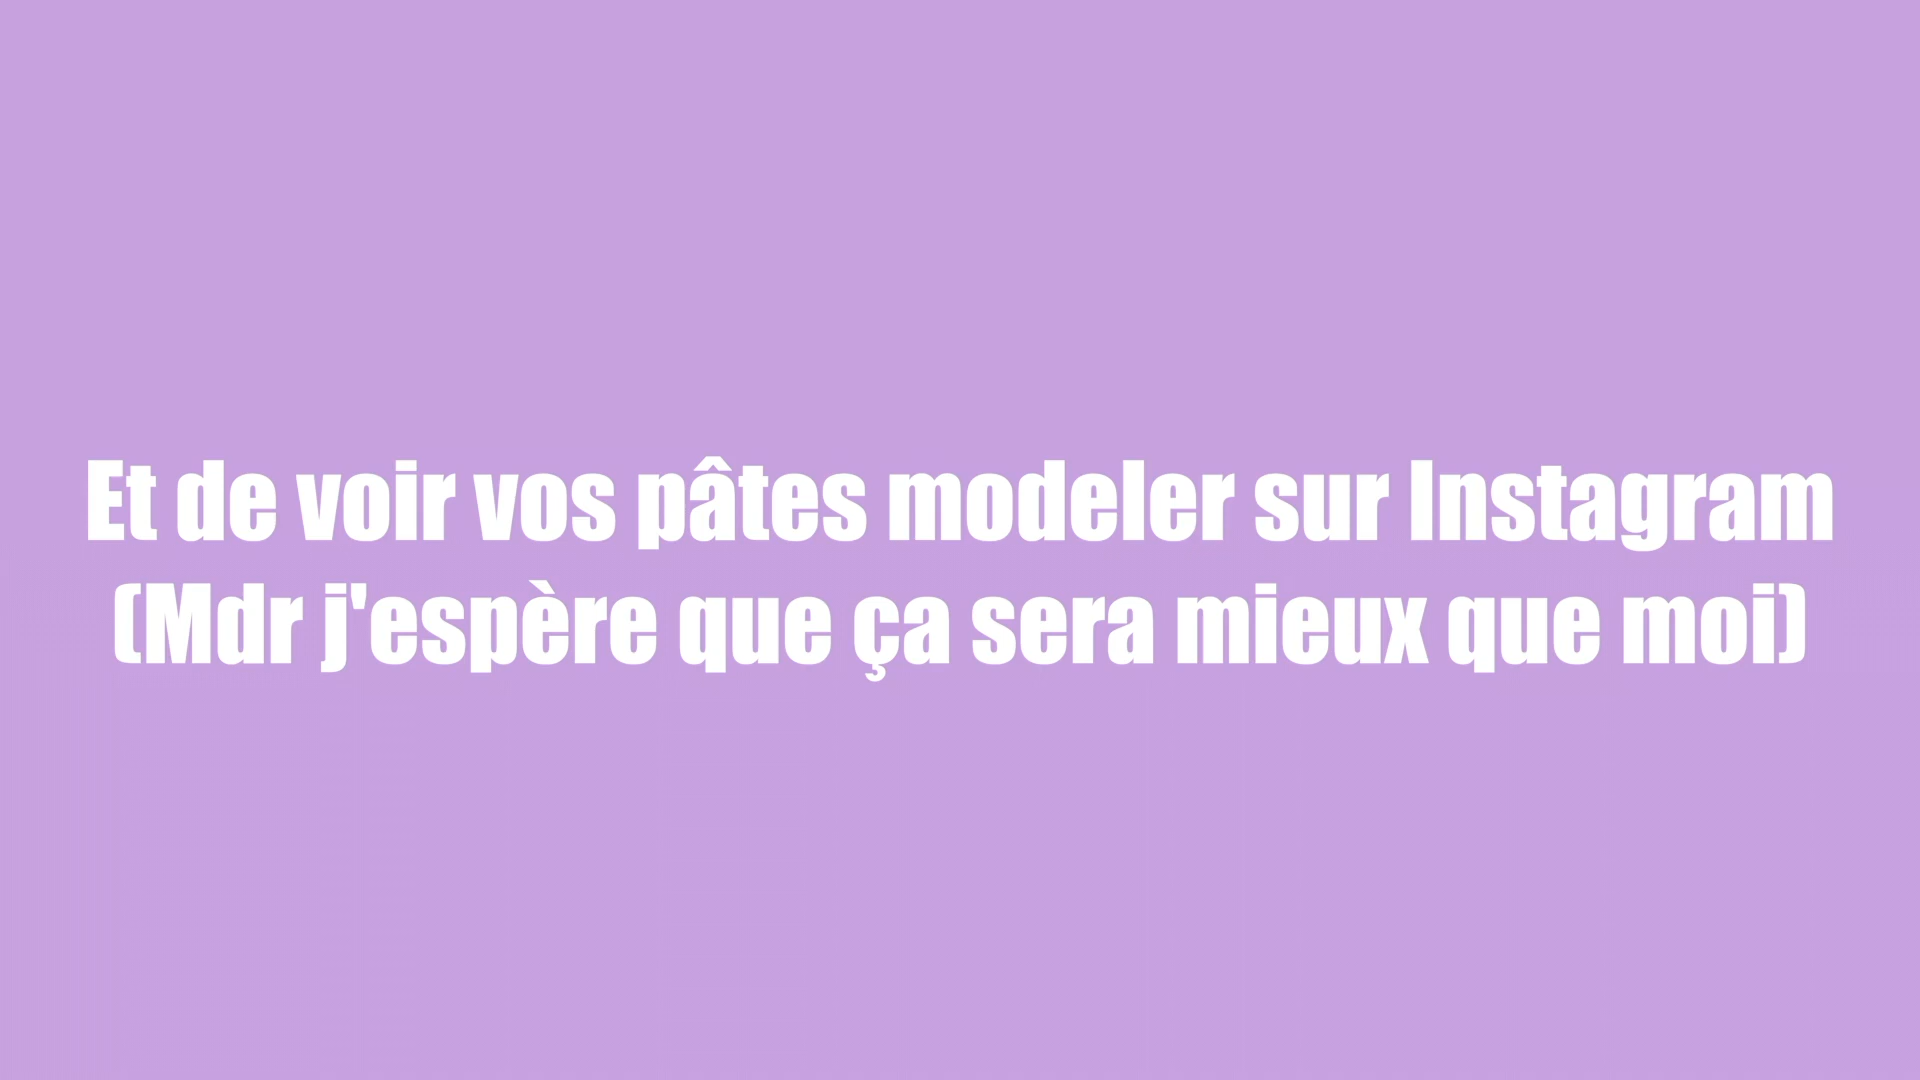 Et de voir vos pâtes modeler sur Instagram
(Mdr j'espère que ça sera mieux que moi)